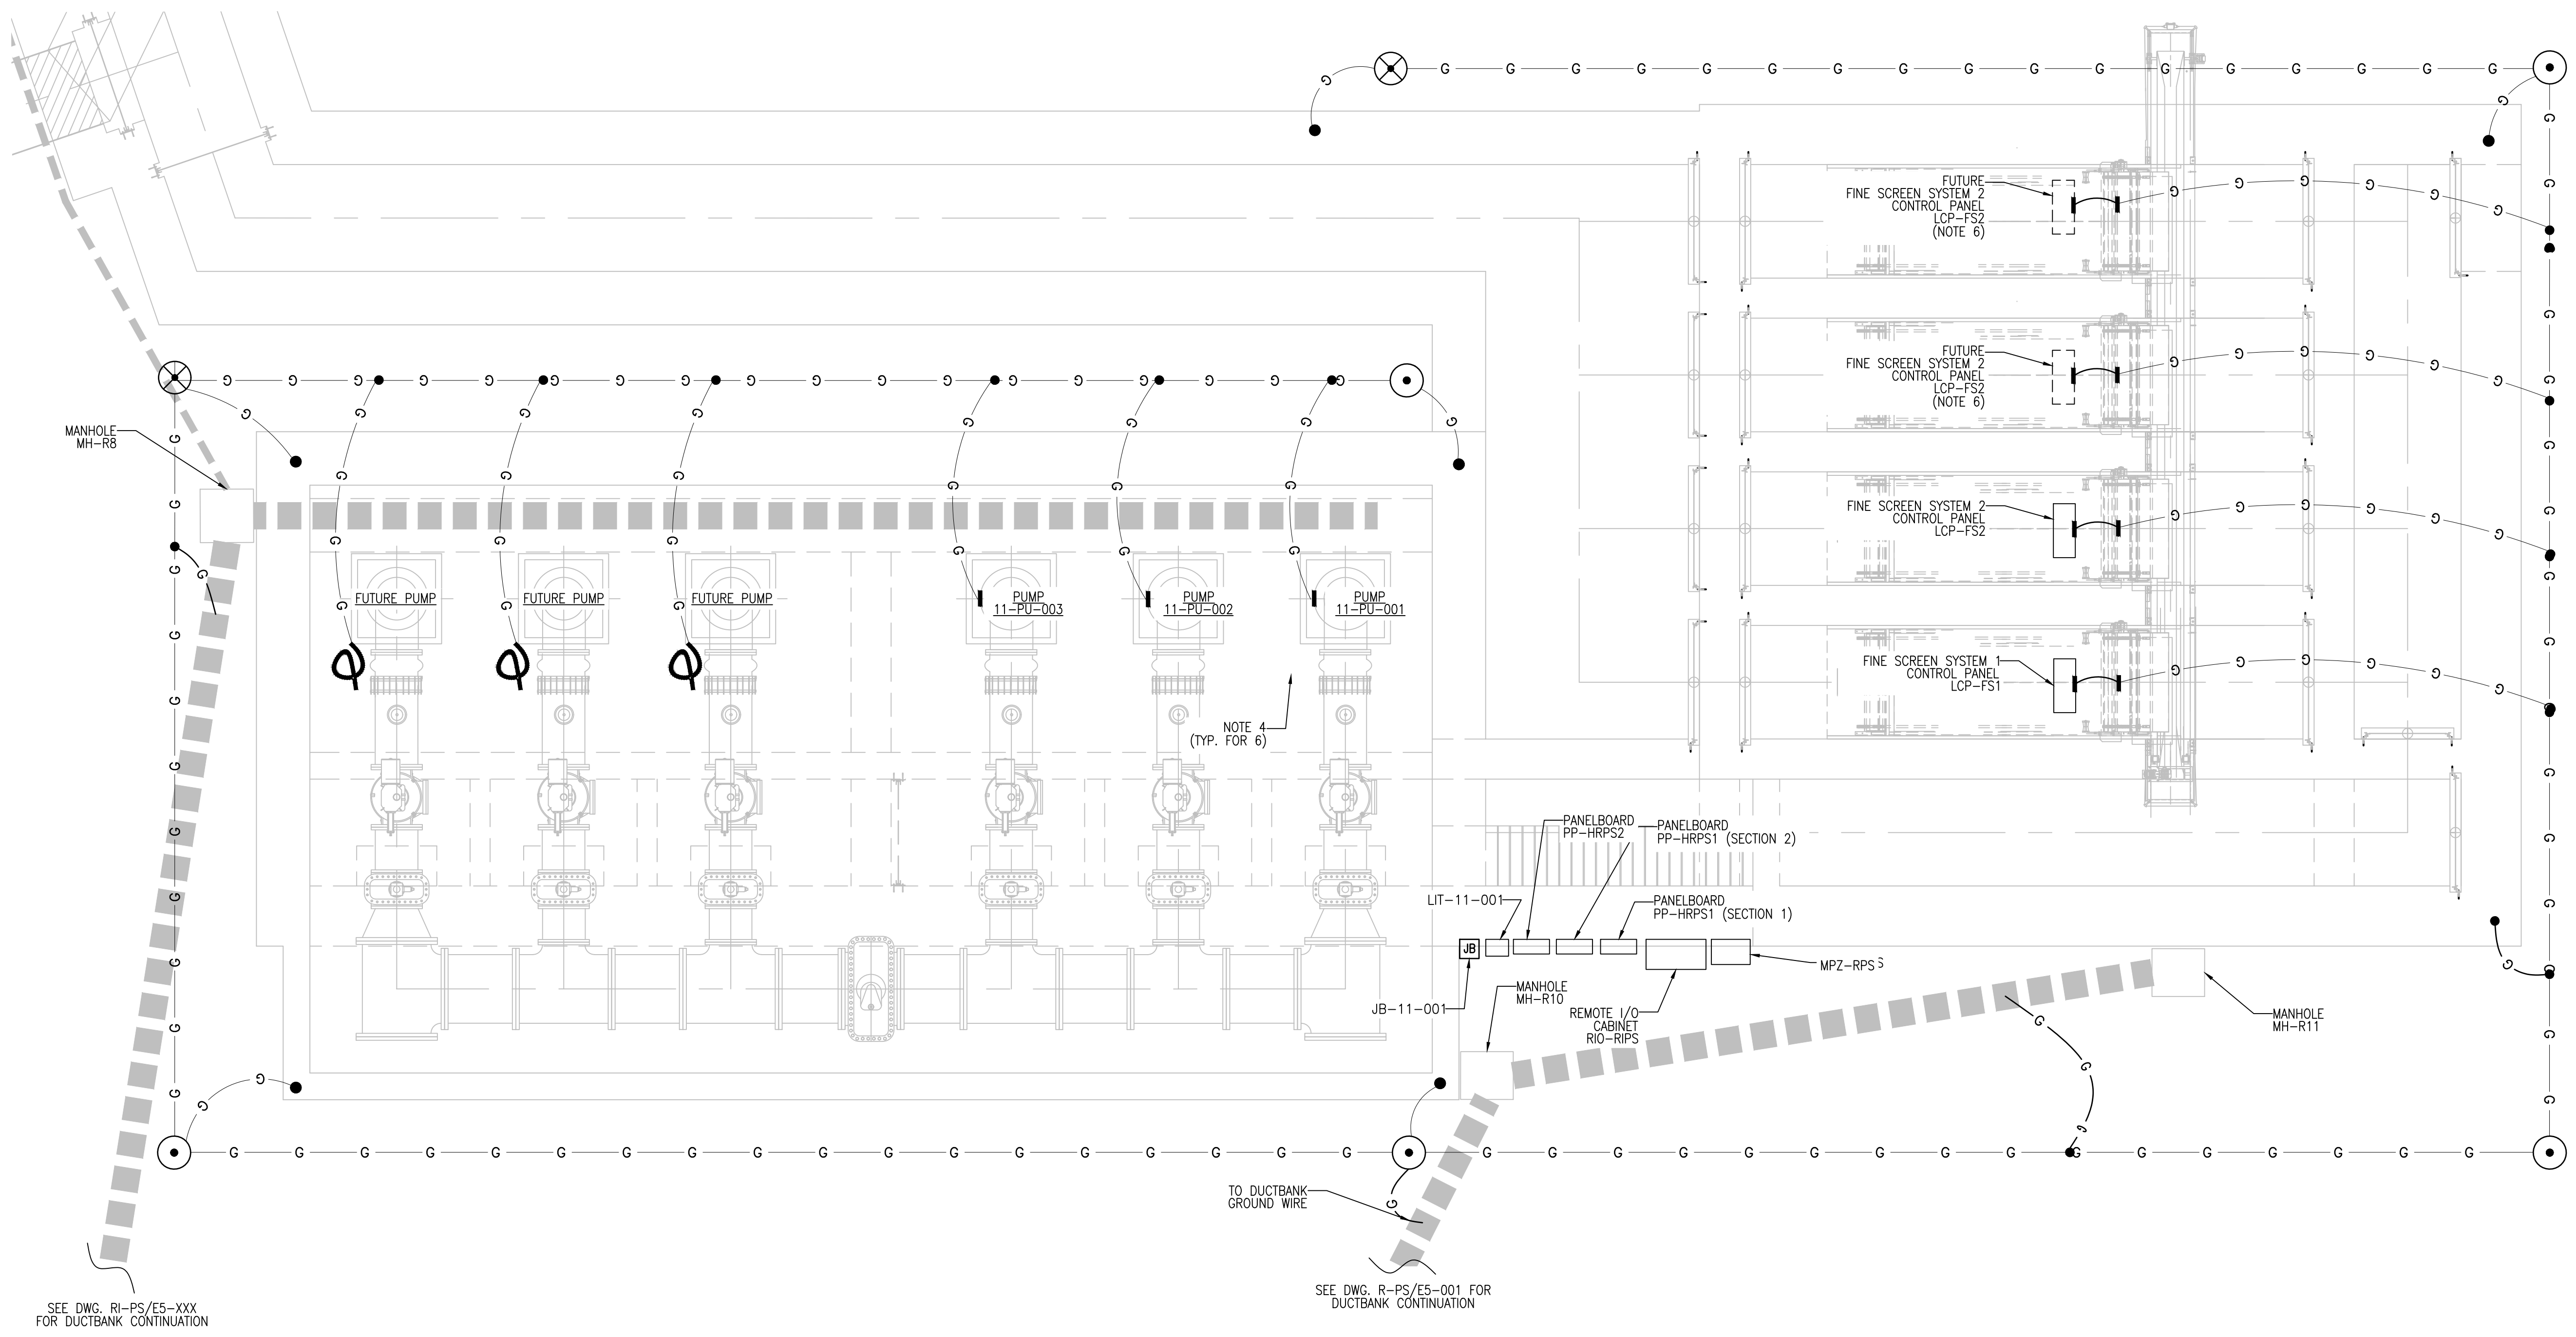 FUTURE
FINE SCREEN SYSTEM 2
CONTROL PANEL
LCP-FS2
(NOTE 6)
FUTURE
FINE SCREEN SYSTEM 2
CONTROL PANEL
LCP-FS2
(NOTE 6)
MANHOLE
MH-R8
FINE SCREEN SYSTEM 2
CONTROL PANEL
LCP-FS2
FUTURE PUMP
FUTURE PUMP
FUTURE PUMP
PUMP
11-PU-003
PUMP
11-PU-002
PUMP
11-PU-001
FINE SCREEN SYSTEM 1
CONTROL PANEL
LCP-FS1
NOTE 4
(TYP. FOR 6)
PANELBOARD
PP-HRPS2
PANELBOARD
PP-HRPS1 (SECTION 2)
LIT-11-001
PANELBOARD
PP-HRPS1 (SECTION 1)
JB
MPZ-RPS
JB-11-001
MANHOLE
MH-R10
REMOTE I/O
CABINET
RIO-RIPS
MANHOLE
MH-R11
TO DUCTBANK
GROUND WIRE
SEE DWG. R-PS/E5-001 FOR
DUCTBANK CONTINUATION
SEE DWG. RI-PS/E5-XXX
FOR DUCTBANK CONTINUATION